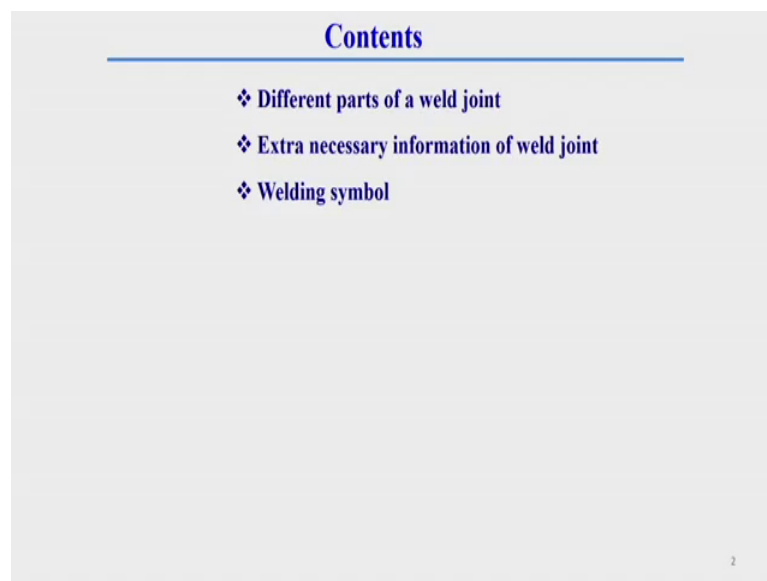 Contents
❖ Different parts of a weld joint
❖ Extra necessary information of weld joint
❖ Welding symbol
2